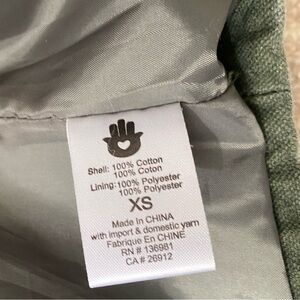 Shell: 100% Cotton
100% Coton
Lining: 100% Polyester
100% Polyester
XS
Made in CHINA
with import & domestic yarn
Fabrique En CHINE
RN # 136981
CA # 26912